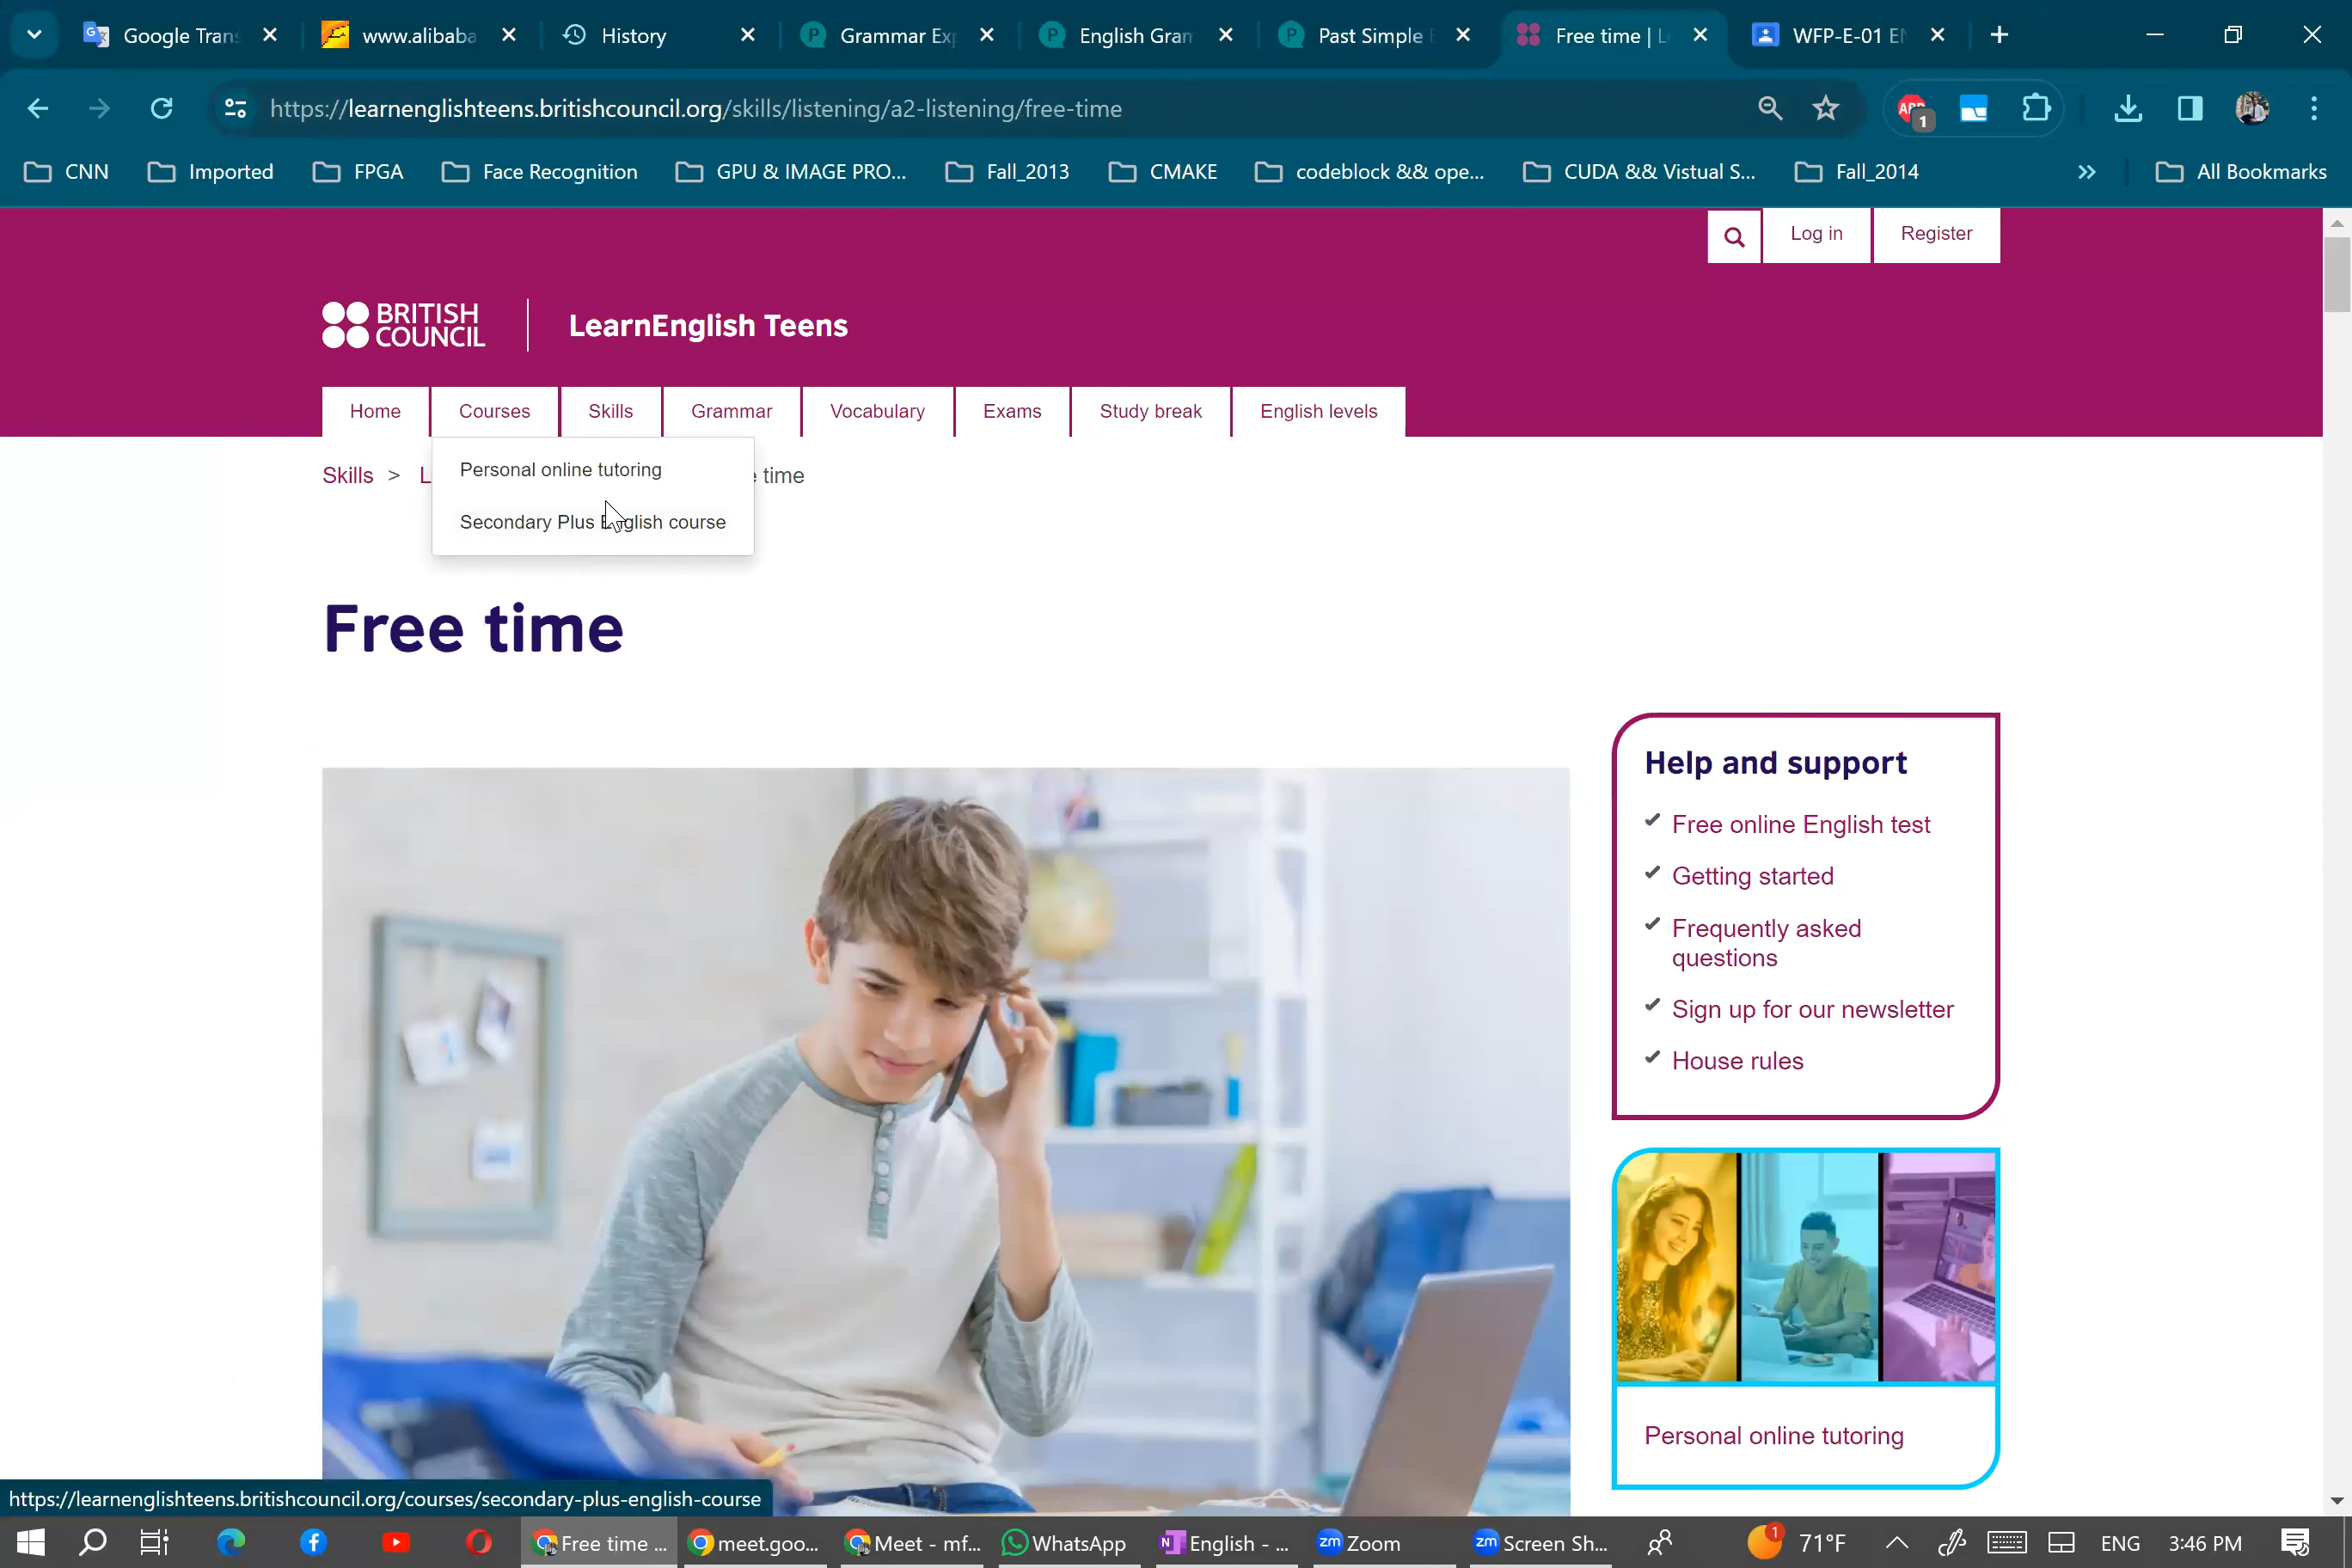 Google Trans
www.alibaba
History
Grammar Ex
English Gram
Past Simple
Free time | L
WFP-E-01 EN
https://learnenglishteens.britishcouncil.org/skills/listening/a2-listening/free-time
ABP
1
CNN
Imported
FPGA
Face Recognition
GPU & IMAGE PRO...
Fall_2013
CMAKE
codeblock && ope...
CUDA && Vistual S...
Fall_2014
All Bookmarks
Log in
Register
BRITISH
COUNCIL
LearnEnglish Teens
Home
Courses
Skills
Grammar
Vocabulary
Exams
Study break
English levels
Skills > L
time
Personal online tutoring
Secondary Plus English course
Free time
Help and support
Free online English test
Getting started
Frequently asked
questions
Sign up for our newsletter
House rules
Personal online tutoring
https://learnenglishteens.britishcouncil.org/courses/secondary-plus-english-course
Free time ...
meet.goo...
Meet - mf...
WhatsApp
English - ...
Zoom
Screen Sh...
1
71°F
ENG
3:46 PM